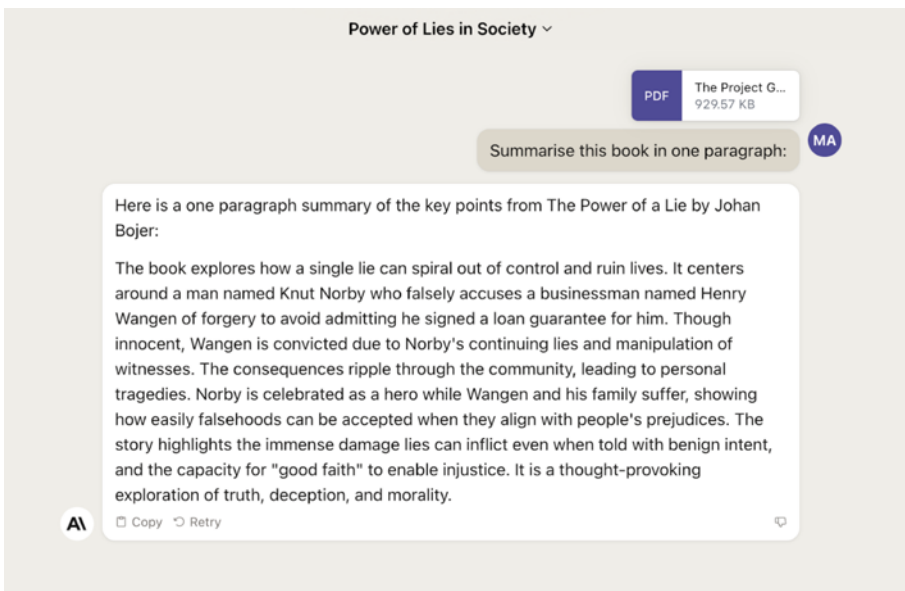 Power of Lies in Society
PDF
The Project G...
929.57 KB
Summarise this book in one paragraph:
MA
Here is a one paragraph summary of the key points from The Power of a Lie by Johan
Bojer:
The book explores how a single lie can spiral out of control and ruin lives. It centers
around a man named Knut Norby who falsely accuses a businessman named Henry
Wangen of forgery to avoid admitting he signed a loan guarantee for him. Though
innocent, Wangen is convicted due to Norby's continuing lies and manipulation of
witnesses. The consequences ripple through the community, leading to personal
tragedies. Norby is celebrated as a hero while Wangen and his family suffer, showing
how easily falsehoods can be accepted when they align with people's prejudices. The
story highlights the immense damage lies can inflict even when told with benign intent,
and the capacity for "good faith" to enable injustice. It is a thought-provoking
exploration of truth, deception, and morality.
A\
Copy Retry